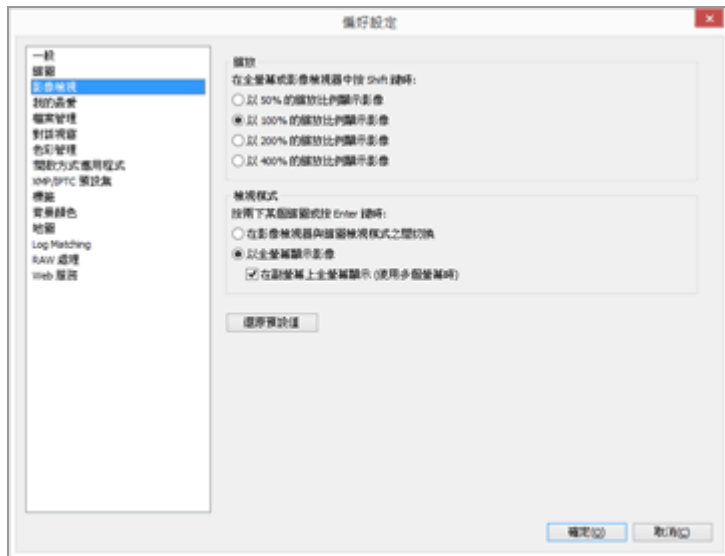 偏好設定
一般
縮圖
影像檢視
我的最愛
檔案管理
對話視窗
色彩管理
開啟方式應用程式
XMP/IPTC 預設集
標籤
背景顏色
地圖
Log Matching
RAW 處理
Web 服務
縮放
在全螢幕或影像檢視器中按 Shift 鍵時:
以 50% 的縮放比例顯示影像
以 100% 的縮放比例顯示影像
以 200% 的縮放比例顯示影像
以 400% 的縮放比例顯示影像
檢視模式
按兩下某個縮圖或按 Enter 鍵時:
在影像檢視器與縮圖檢視模式之間切換
以全螢幕顯示影像
在副螢幕上全螢幕顯示 (使用多個螢幕時)
還原預設值
確定(O)
取消(C)